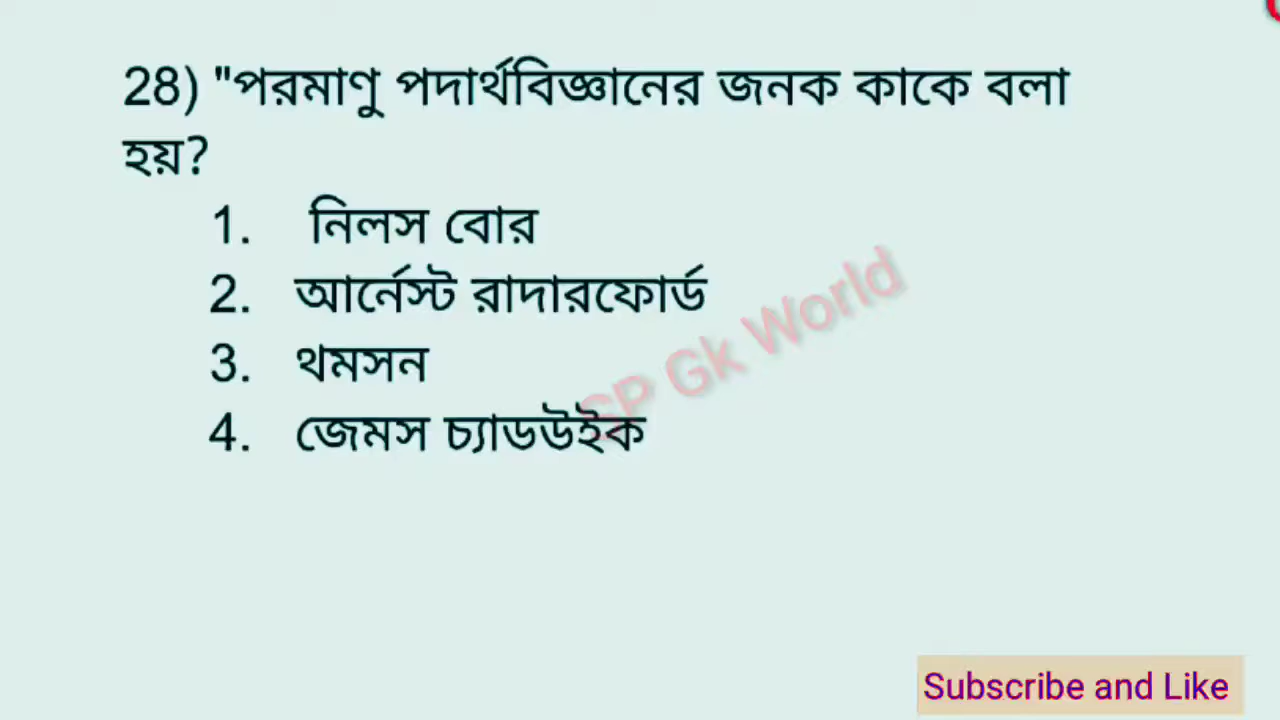 28) "পরমাণু পদার্থবিজ্ঞানের জনক কাকে বলা
হয়?
1. নিলস বোর
2. আর্নেস্ট রাদারফোর্ড
3. থমসন
4. জেমস চ্যাডউইক
SP Gk World
Subscribe and Like